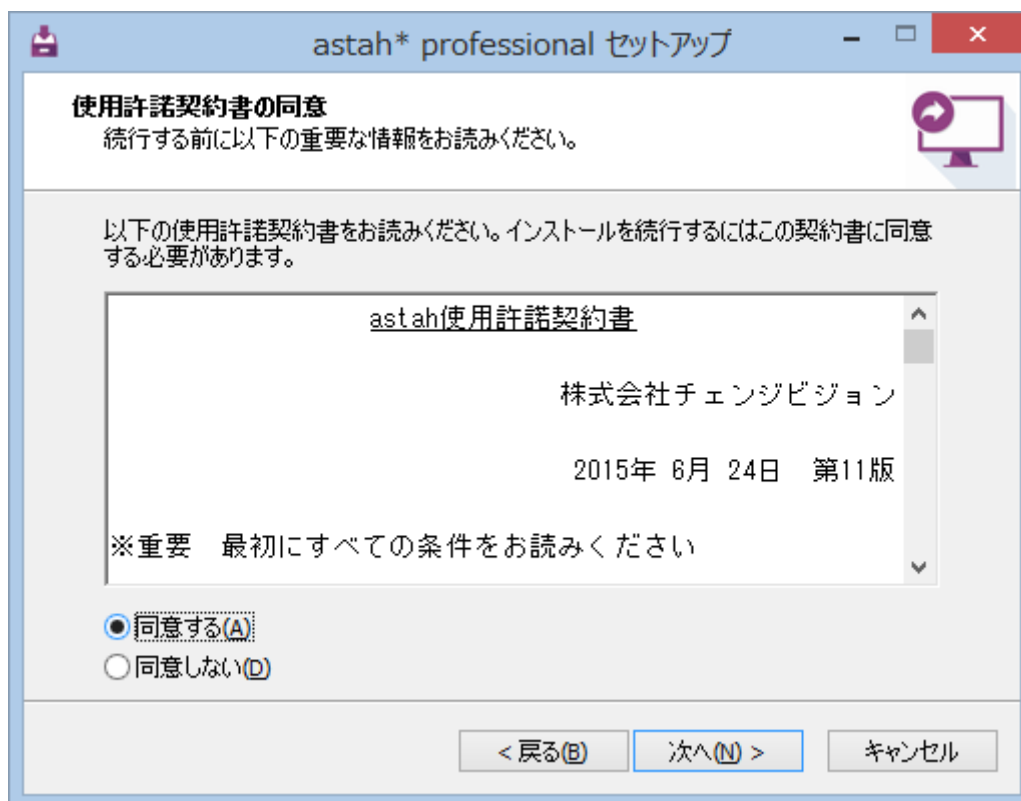 astah* professional セットアップ
使用許諾契約書の同意
続行する前に以下の重要な情報をお読みください。
以下の使用許諾契約書をお読みください。インストールを続行するにはこの契約書に同意
する必要があります。
astah使用許諾契約書
株式会社チェンジビジョン
2015年 6月 24日　第11版
※重要　最初にすべての条件をお読みください
同意する(A)
同意しない(D)
< 戻る(B)
次へ(N) >
キャンセル